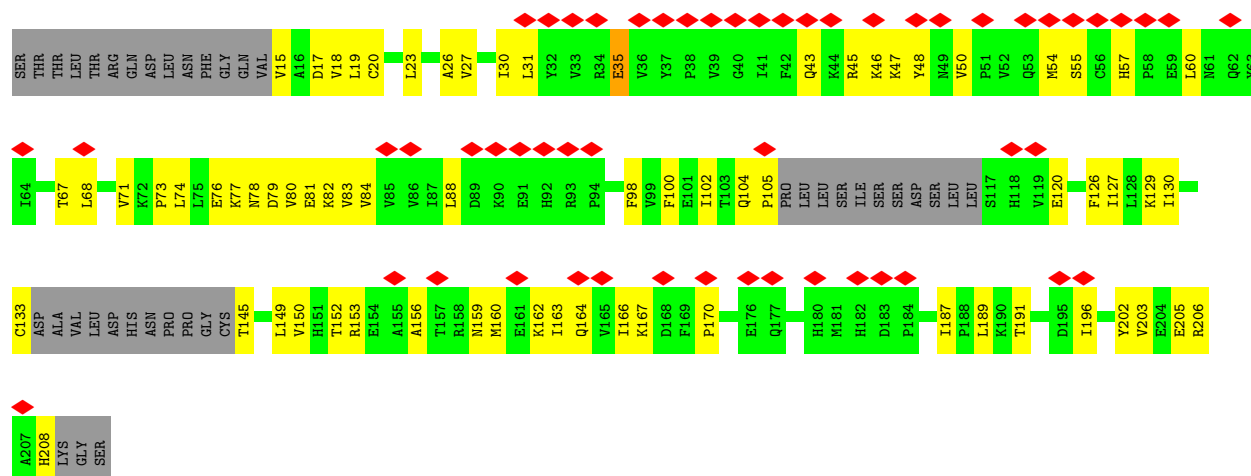 SER THR THR LEU THR ARG GLN ASP LEU ASN PHE GLY GLN VAL V15 A16 D17 V18 L19 C20 L23 A26 V27 I30 L31 Y32 V33 R34 E35 V36 Y37 P38 V39 G40 I41 F42 Q43 K44 R45 K46 K47 Y48 N49 V50 P51 V52 Q53 M54 S55 C56 H57 P58 E59 L60 N61 Q62 Y63
I64 T67 L68 V71 K72 P73 L74 L75 E76 K77 N78 D79 V80 E81 K82 V83 V84 V85 V86 I87 L88 D89 K90 E91 H92 R93 P94 F98 V99 F100 E101 I102 T103 Q104 P105 PRO LEU LEU SER ILE SER SER ASP SER LEU LEU S117 H118 V119 E120 F126 I127 L128 K129 I130
C133 ASP ALA VAL LEU ASP HIS ASN PRO PRO GLY CYS T145 L149 V150 H151 T152 R153 E154 A155 A156 T157 R158 N159 M160 E161 K162 I163 Q164 V165 I166 K167 D168 F169 P170 E176 Q177 H180 M181 H182 D183 P184 I187 P188 L189 K190 T191 D195 I196 Y202 V203 E204 E205 R206
A207 H208 LYS GLY SER